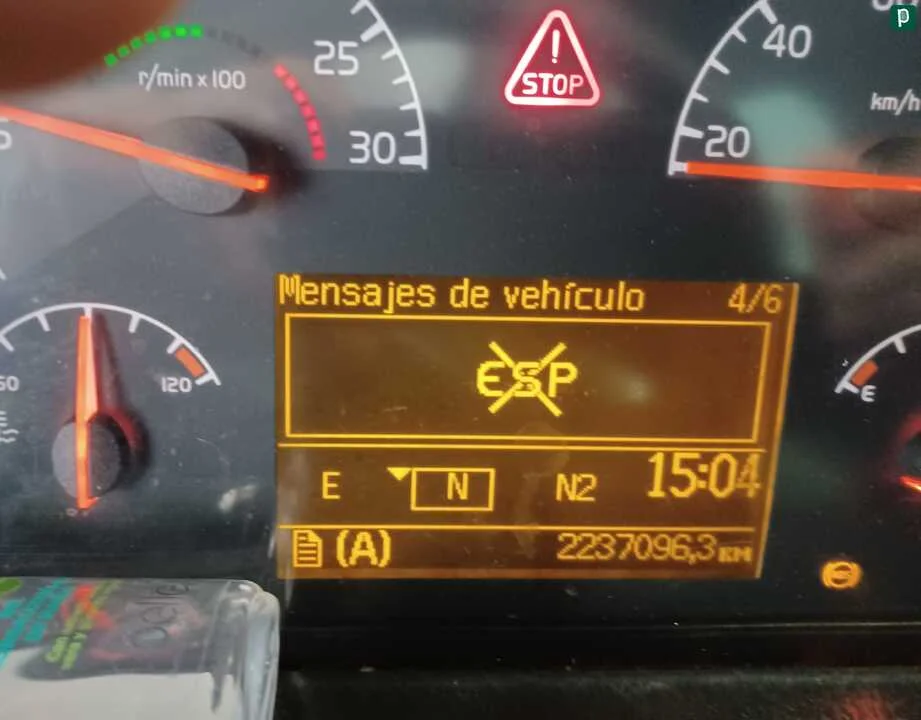 p
40
25
r/min x 100
STOP
km/h
30
20
Mensajes de vehículo 4/6
ESP
120
E
E N N2 15:04
(A) 2237096,3 KM